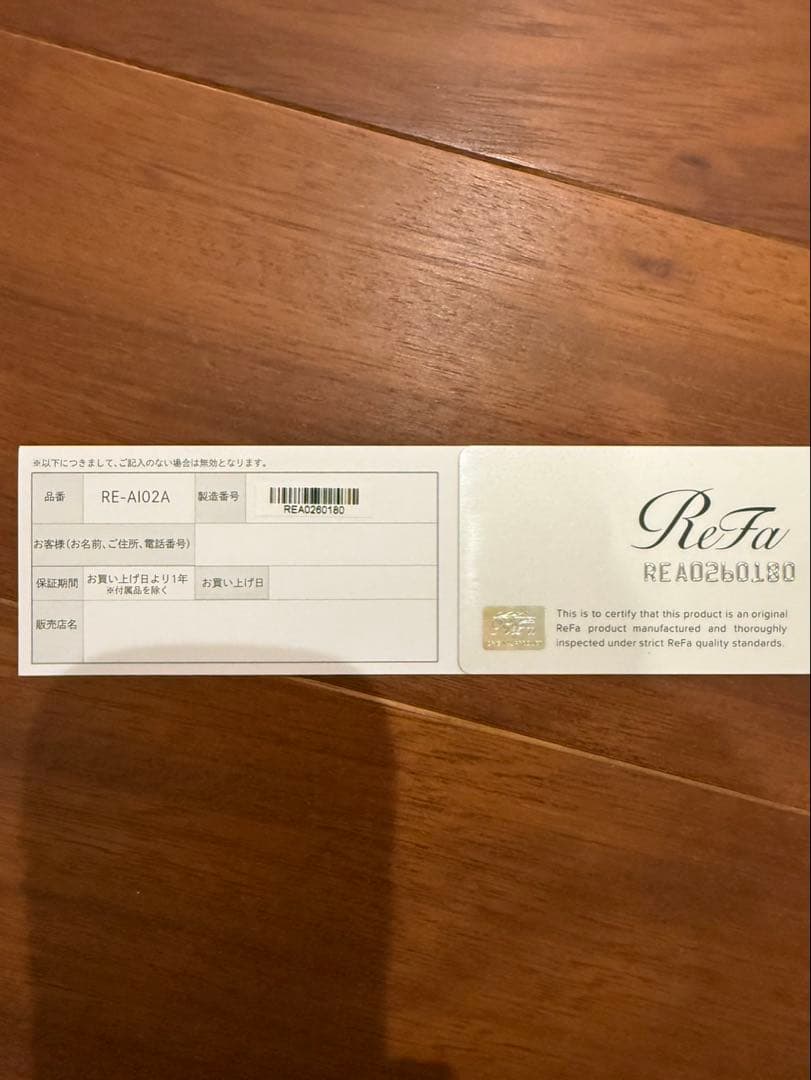 ※以下につきまして、ご記入のない場合は無効となります。
品番 RE-AI02A 製造番号 REA0260180
お客様(お名前、ご住所、電話番号)
保証期間 お買い上げ日より1年 お買い上げ日
※付属品を除く
販売店名
ReFa
REA0260180
This is to certify that this product is an original
ReFa product manufactured and thoroughly
inspected under strict ReFa quality standards.
ReFa